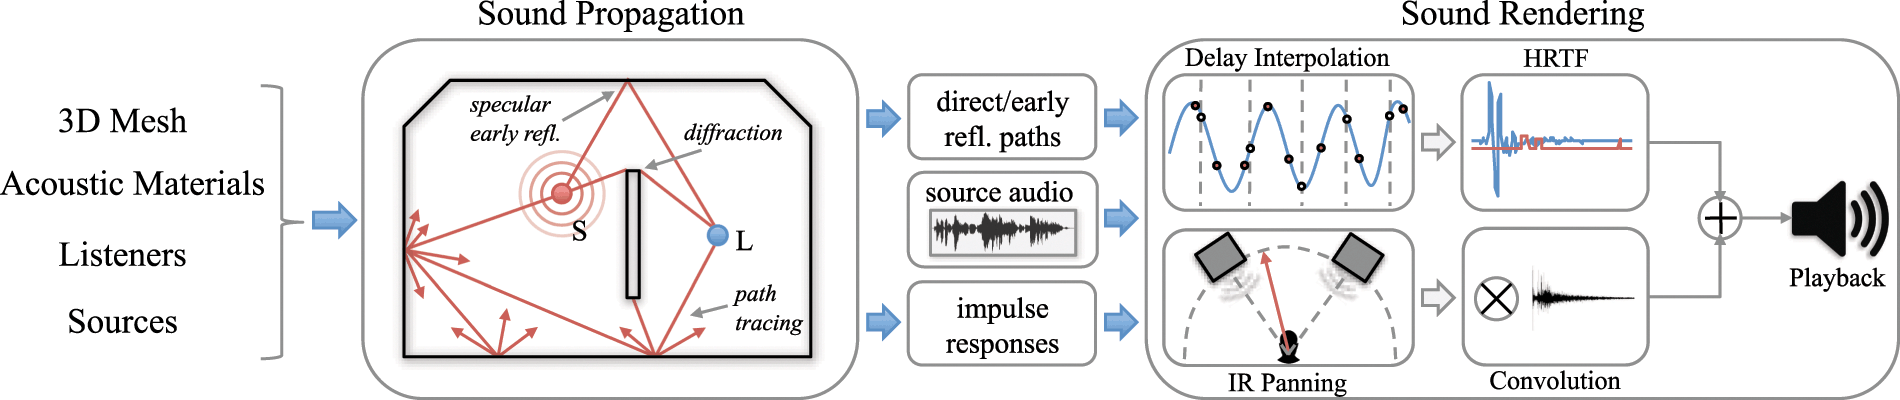 Sound Propagation
Sound Rendering
3D Mesh
Acoustic Materials
Listeners
Sources
specular
early refl.
diffraction
S
L
path
tracing
direct/early
refl. paths
source audio
impulse
responses
Delay Interpolation
HRTF
IR Panning
Convolution
Playback